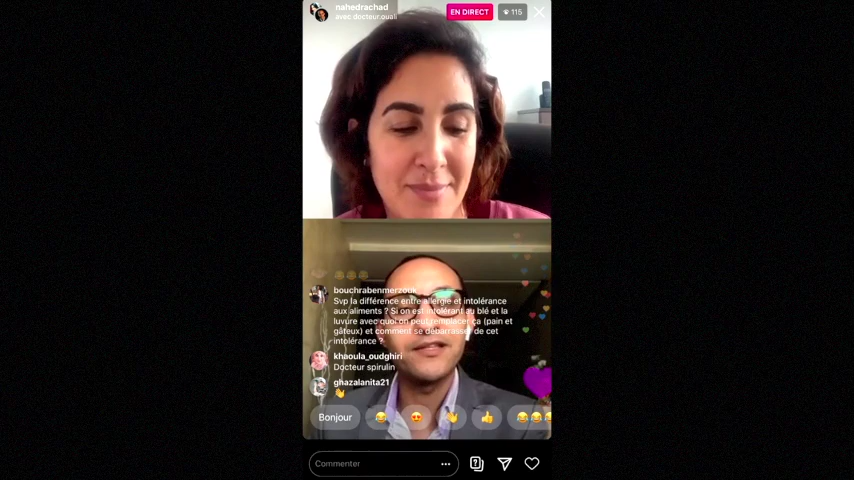 nahedrachad
avec docteur.ouali
EN DIRECT
115
bouchrabenmerzouk
Svp la différence entre allergie et intolérance
aux aliments ? Si on est intolérant au blé et la
luvure avec quoi on peut remplacer ça (pain et
gâteux) et comment se débarrasser de cet
intolérance ?
khaoula_oudghiri
Docteur spirulin
ghazalanita21
Bonjour
Commenter